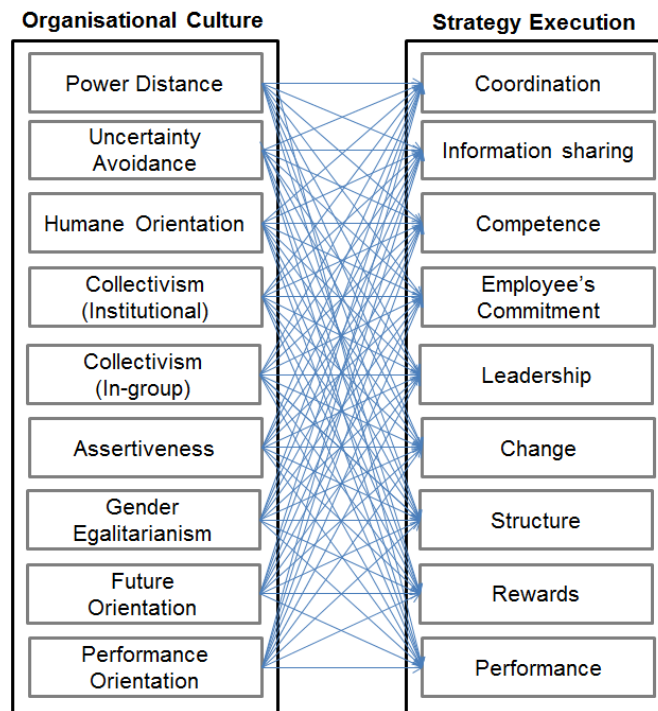 Organisational Culture
Power Distance
Uncertainty
Avoidance
Humane Orientation
Collectivism
(Institutional)
Collectivism
(In-group)
Assertiveness
Gender
Egalitarianism
Future
Orientation
Performance
Orientation
Strategy Execution
Coordination
Information sharing
Competence
Employee's
Commitment
Leadership
Change
Structure
Rewards
Performance